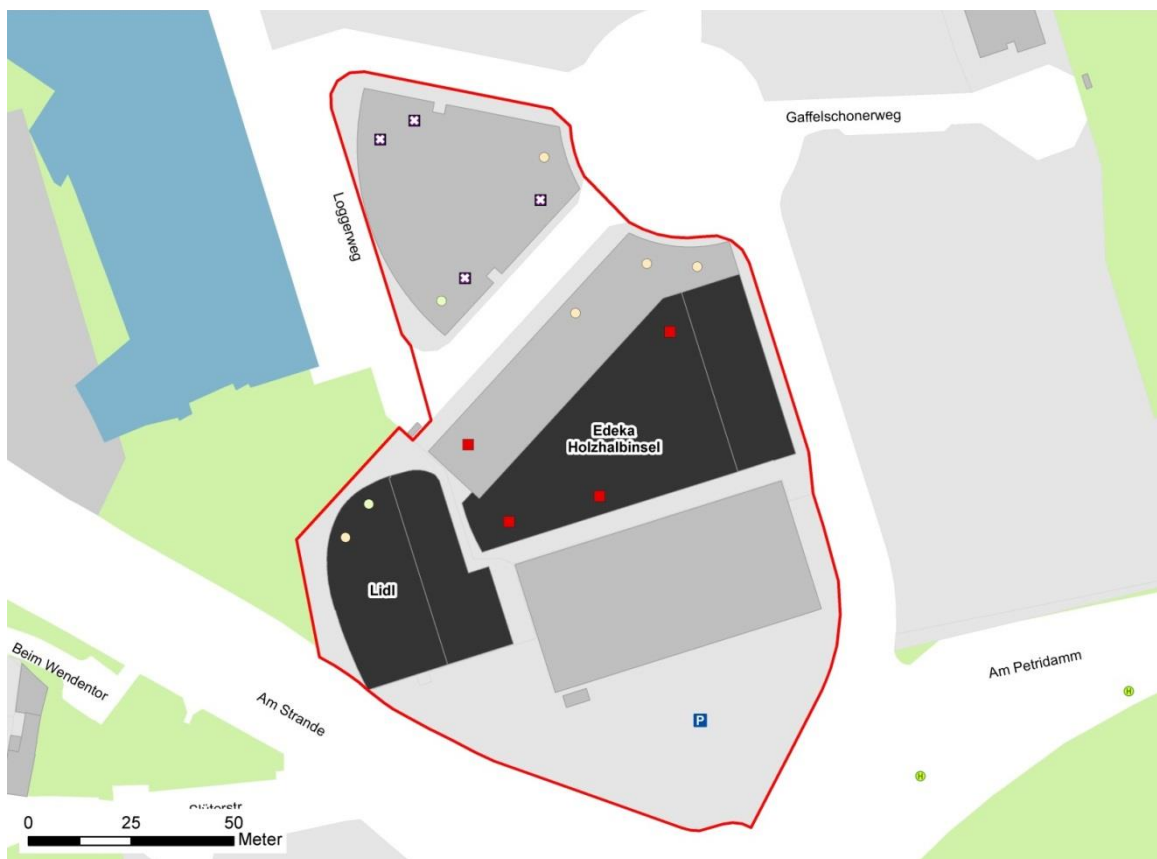 Gaffelschonerweg
Loggerweg
Edeka
Holzhalbinsel
Lidl
Beim Wendentor
Am Strande
Am Petridamm
P
H
H
0 25 50
Meter